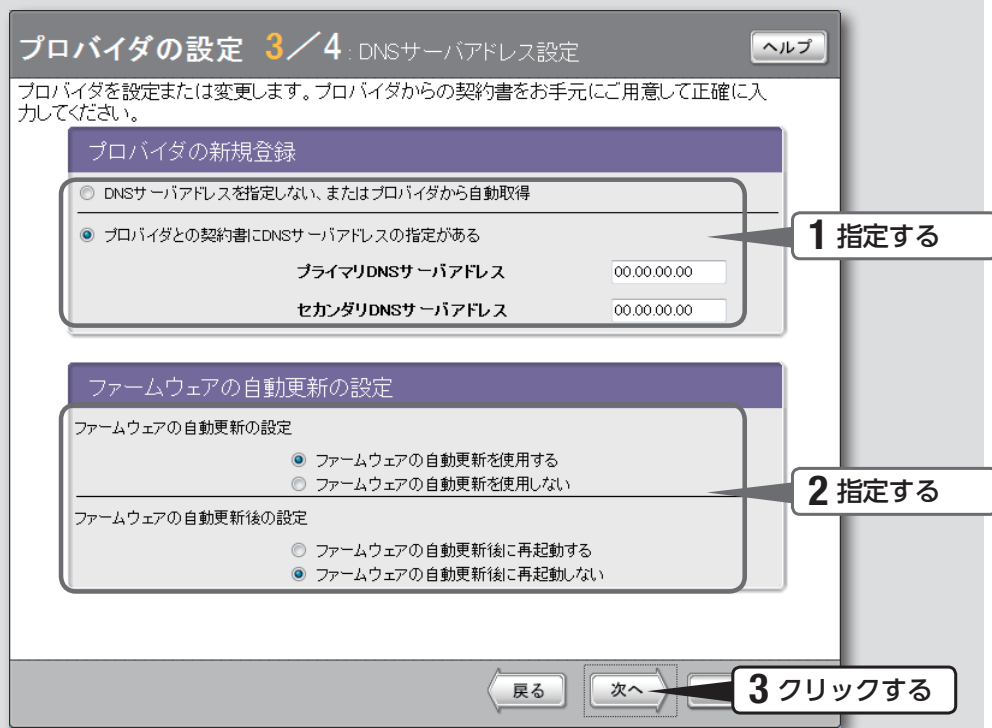 プロバイダの設定 3／4 : DNSサーバアドレス設定
ヘルプ
プロバイダを設定または変更します。プロバイダからの契約書をお手元にご用意して正確に入
力してください。
プロバイダの新規登録
DNSサーバアドレスを指定しない、またはプロバイダから自動取得
プロバイダとの契約書にDNSサーバアドレスの指定がある
1 指定する
プライマリDNSサーバアドレス 00.00.00.00
セカンダリDNSサーバアドレス 00.00.00.00
ファームウェアの自動更新の設定
ファームウェアの自動更新の設定
ファームウェアの自動更新を使用する
ファームウェアの自動更新を使用しない
2 指定する
ファームウェアの自動更新後の設定
ファームウェアの自動更新後に再起動する
ファームウェアの自動更新後に再起動しない
戻る 次へ
3 クリックする